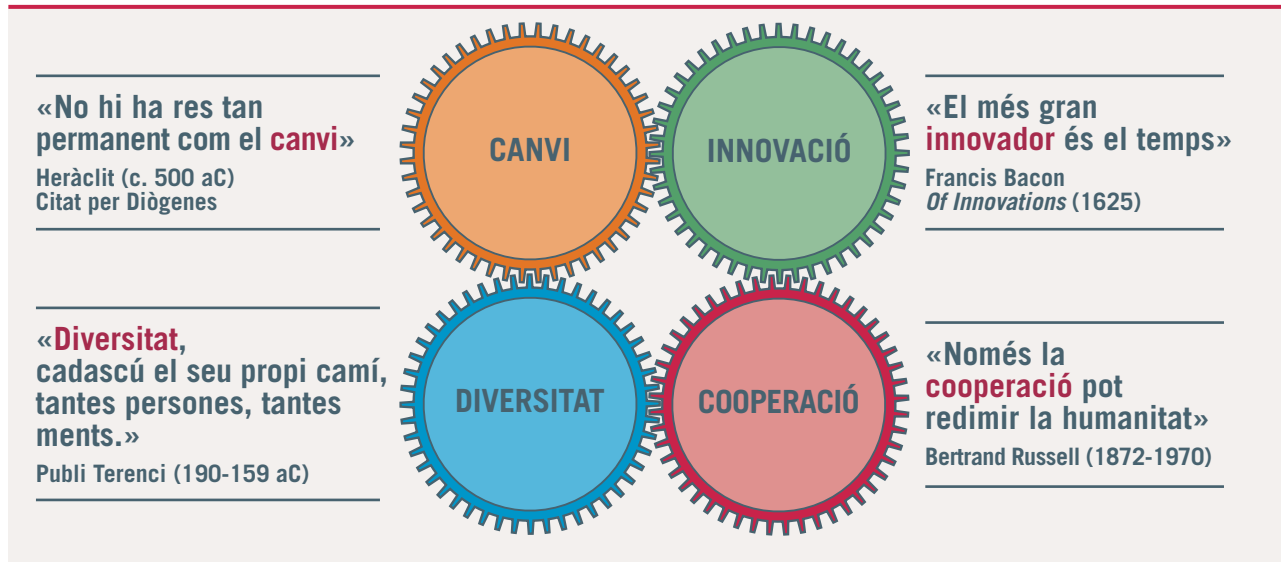 «No hi ha res tan
permanent com el canvi»
Heràclit (c. 500 aC)
Citat per Diògenes
CANVI
INNOVACIÓ
«El més gran
innovador és el temps»
Francis Bacon
Of Innovations (1625)
«Diversitat,
cadascú el seu propi camí,
tantes persones, tantes
ments.»
Publi Terenci (190-159 aC)
DIVERSITAT
COOPERACIÓ
«Només la
cooperació pot
redimir la humanitat»
Bertrand Russell (1872-1970)